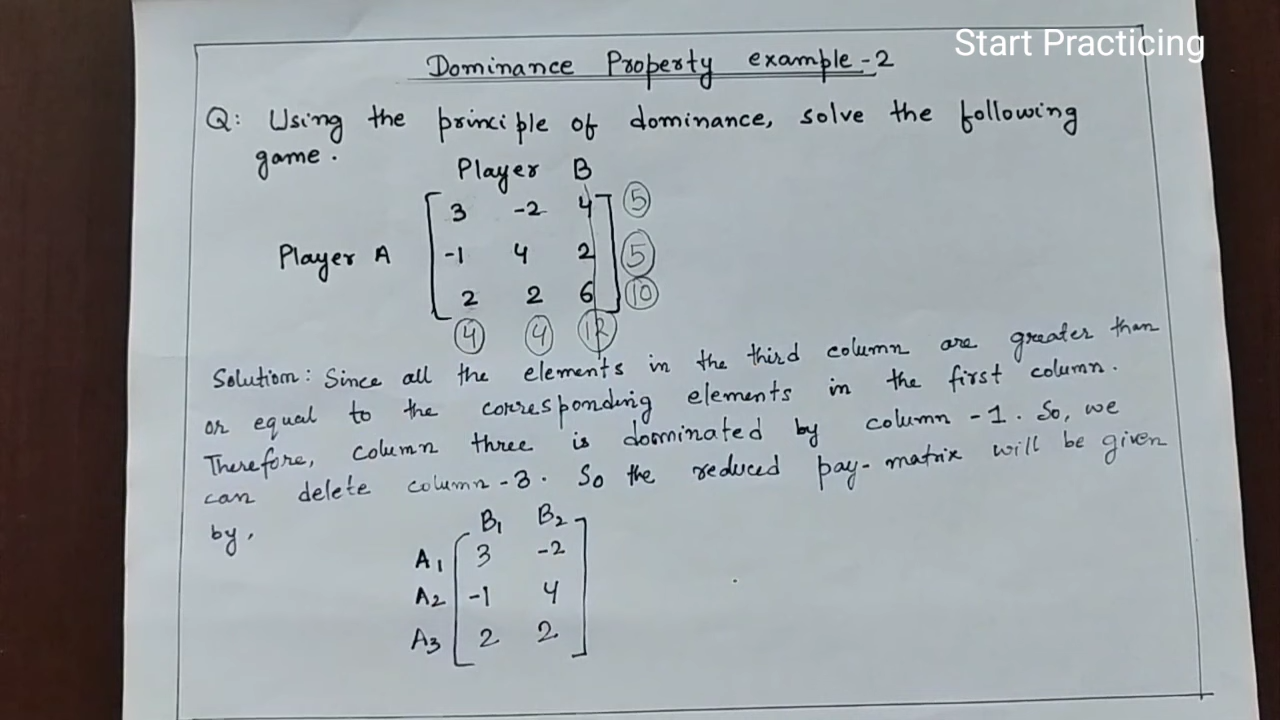 Start Practicing
Dominance Property example-2
Q: Using the principle of dominance, solve the following
game.
Player B
3 -2 4 5
Player A -1 4 2 5
2 2 6 10
4 4 12
Solution: Since all the elements in the third column are greater than
or equal to the corresponding elements in the first column.
Therefore, column three is dominated by column -1. So, we
can delete column-3. So the reduced pay-matrix will be given
by,
B1 B2
A1 3 -2
A2 -1 4
A3 2 2